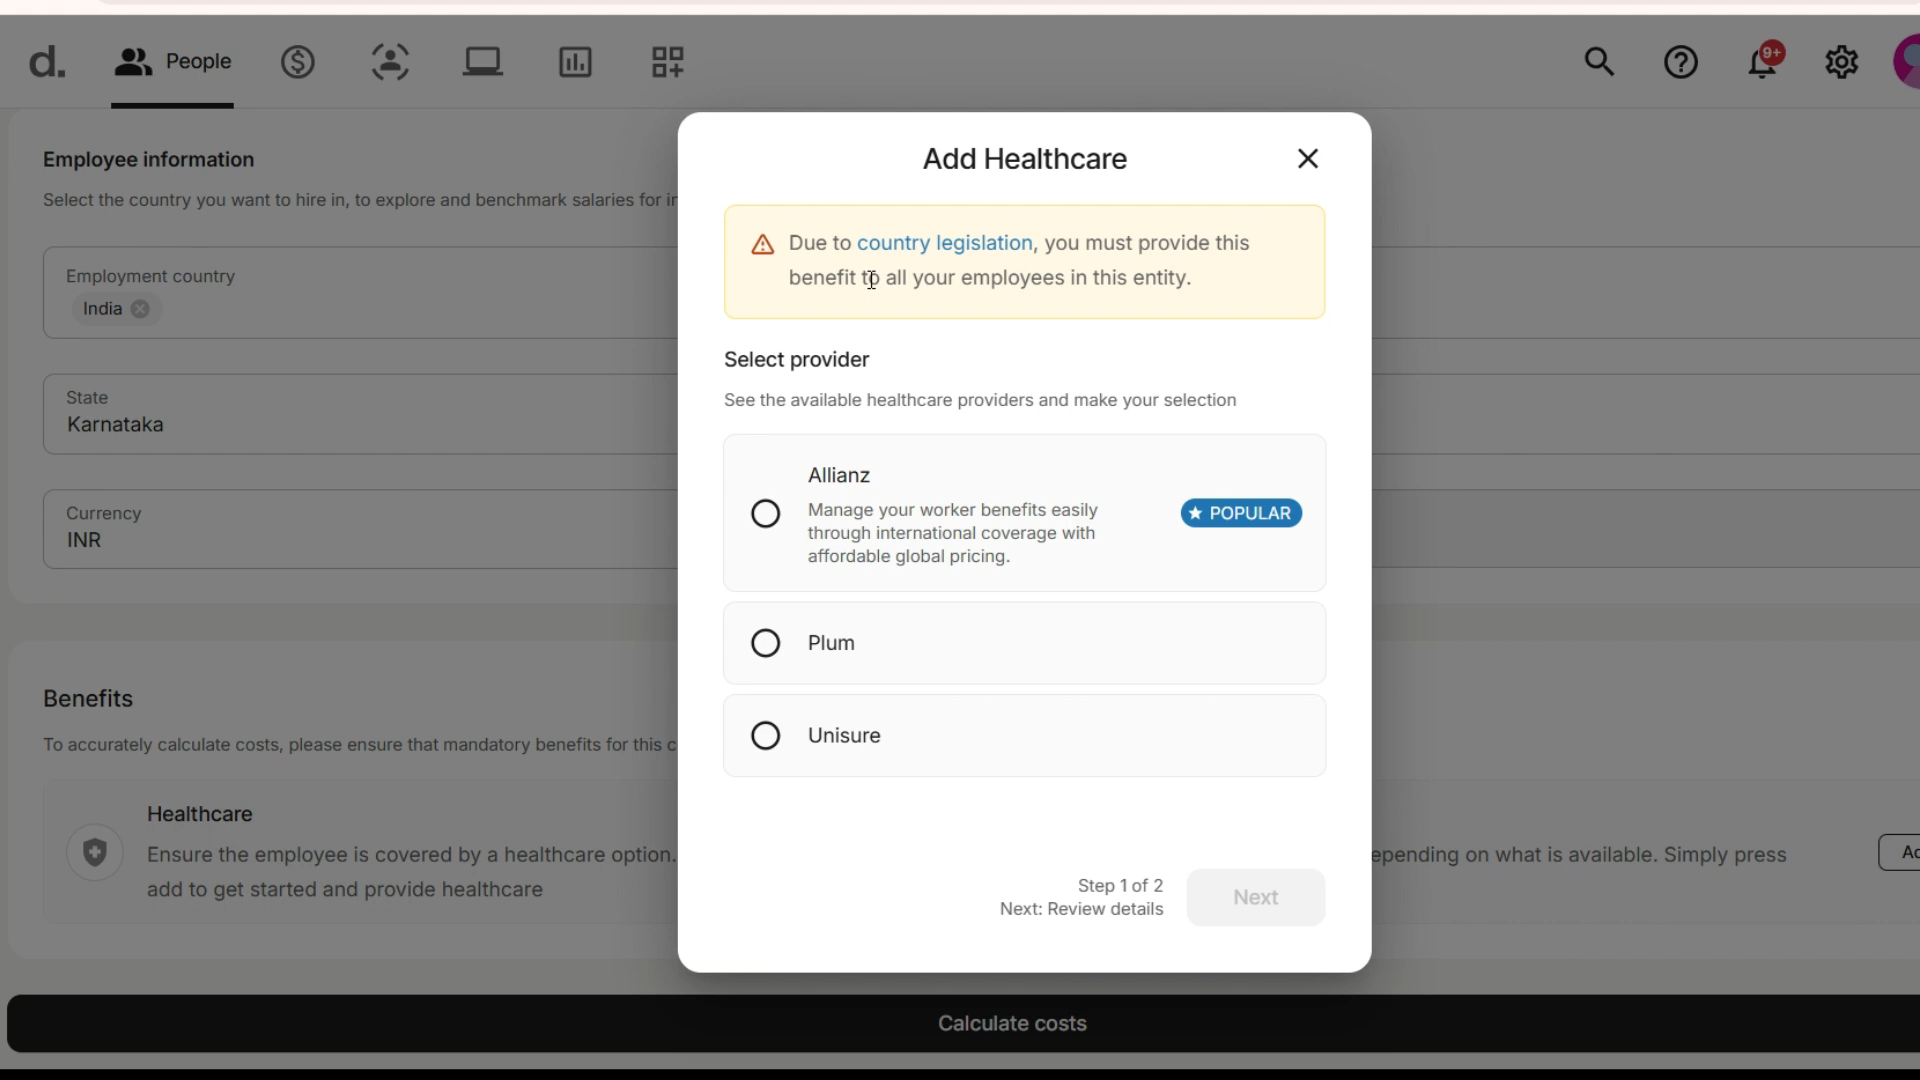 d.
People
9+
Employee information
Select the country you want to hire in, to explore and benchmark salaries for
Employment country
India
State
Karnataka
Currency
INR
Benefits
To accurately calculate costs, please ensure that mandatory benefits for this
Healthcare
Ensure the employee is covered by a healthcare option.
epending on what is available. Simply press
add to get started and provide healthcare
Add Healthcare
Due to country legislation, you must provide this
benefit to all your employees in this entity.
Select provider
See the available healthcare providers and make your selection
Allianz
Manage your worker benefits easily
through international coverage with
affordable global pricing.
POPULAR
Plum
Unisure
Step 1 of 2
Next: Review details
Next
Calculate costs